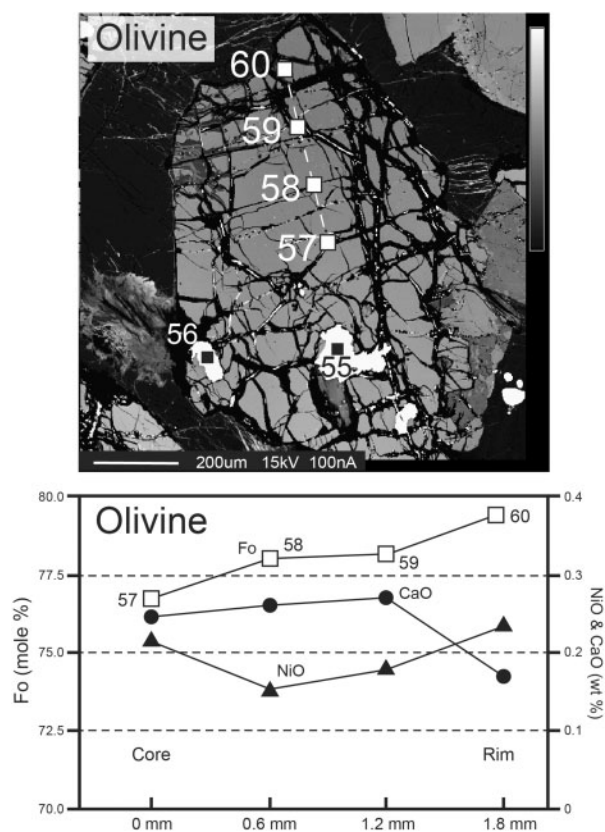 Olivine
60
59
58
57
56
55
200um 15kV 100nA
80.0
0.4
Olivine
Fo
58
60
59
77.5
0.3
57
CaO
Fo (mole %)
75.0
0.2
NiO & CaO (wt %)
NiO
72.5
0.1
Core
Rim
70.0
0
0 mm
0.6 mm
1.2 mm
1.8 mm